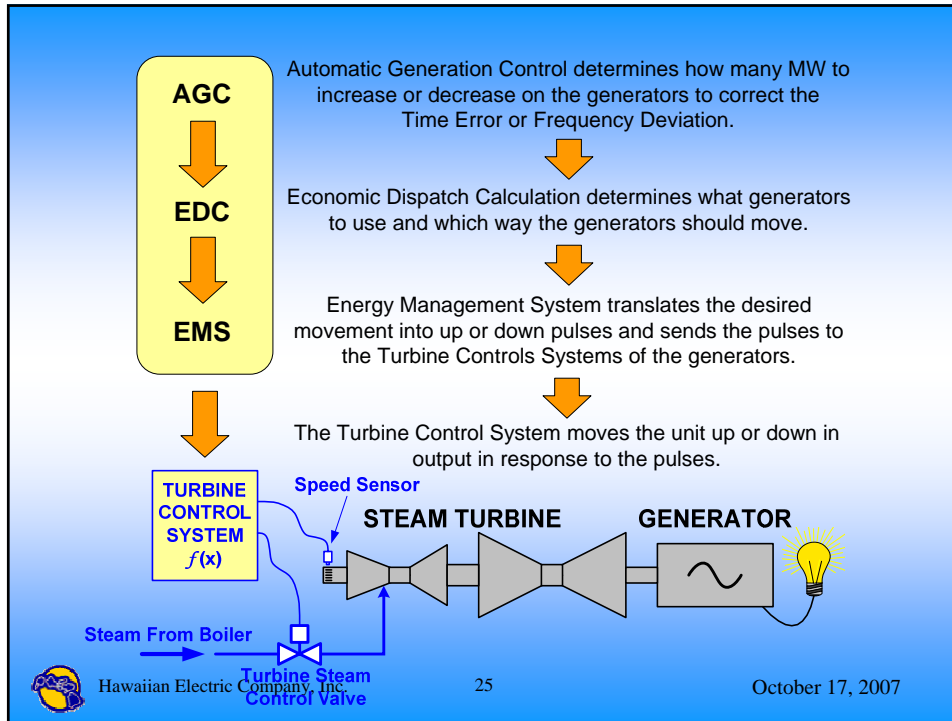 AGC
EDC
EMS
Automatic Generation Control determines how many MW to
increase or decrease on the generators to correct the
Time Error or Frequency Deviation.
Economic Dispatch Calculation determines what generators
to use and which way the generators should move.
Energy Management System translates the desired
movement into up or down pulses and sends the pulses to
the Turbine Controls Systems of the generators.
The Turbine Control System moves the unit up or down in
output in response to the pulses.
TURBINE
CONTROL
SYSTEM
f(x)
Speed Sensor
STEAM TURBINE
GENERATOR
Steam From Boiler
Turbine Steam
Control Valve
Hawaiian Electric Company, Inc.
25
October 17, 2007